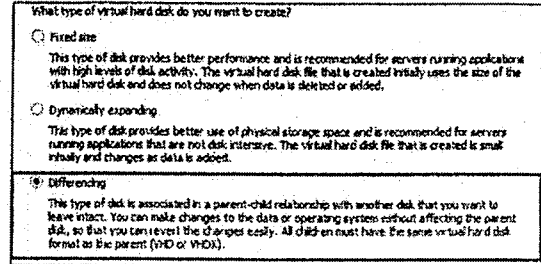 What type of virtual hard disk do you want to create?
Fixed size
This type of disk provides better performance and is recommended for servers running applications
with high levels of disk activity. The virtual hard disk file that is created initially uses the size of the
virtual hard disk and does not change when data is deleted or added.
Dynamically expanding
This type of disk provides better use of physical storage space and is recommended for servers
running applications that are not disk intensive. The virtual hard disk file that is created is small
initially and changes as data is added.
Differencing
This type of disk is associated in a parent-child relationship with another disk that you want to
leave intact. You can make changes to the data or operating system without affecting the parent
disk, so that you can revert the changes easily. All children must have the same virtual hard disk
format as the parent (VHD or VHDX).